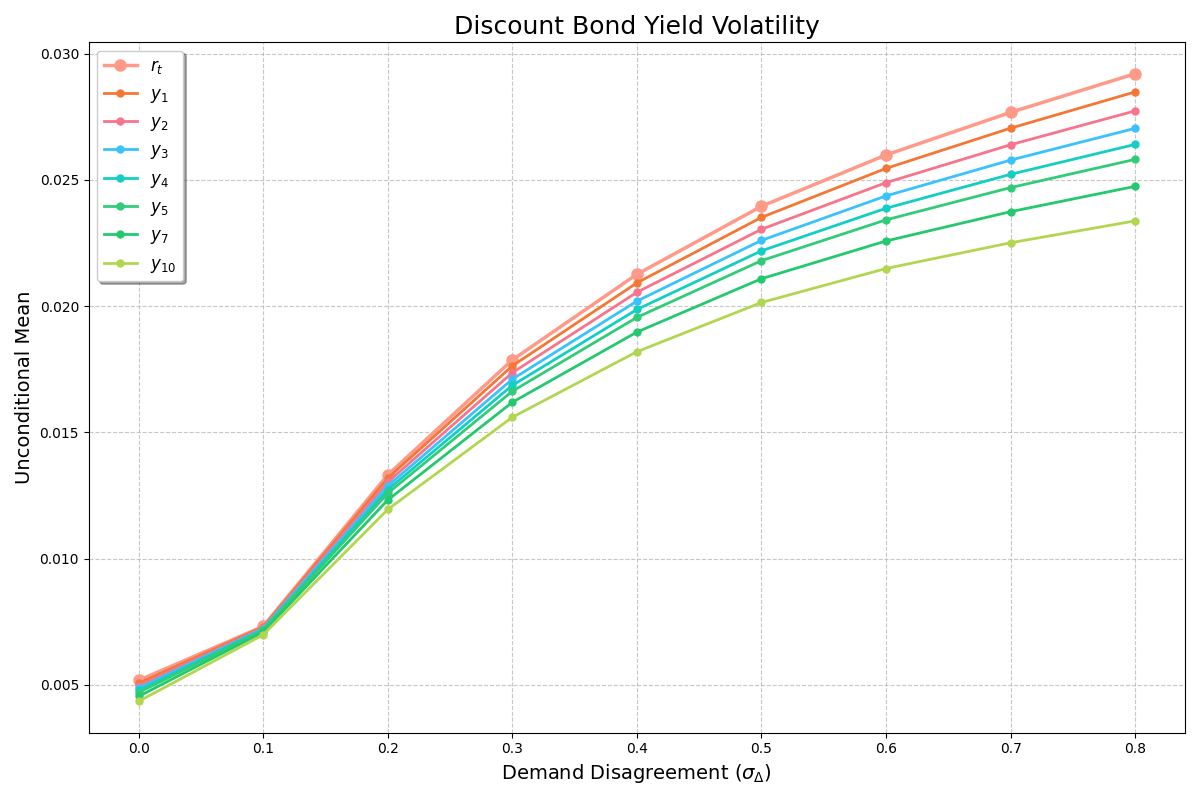 Discount Bond Yield Volatility
Unconditional Mean
0.030
0.025
0.020
0.015
0.010
0.005
r_t
y_1
y_2
y_3
y_4
y_5
y_7
y_10
0.0 0.1 0.2 0.3 0.4 0.5 0.6 0.7 0.8
Demand Disagreement (σ_Δ)